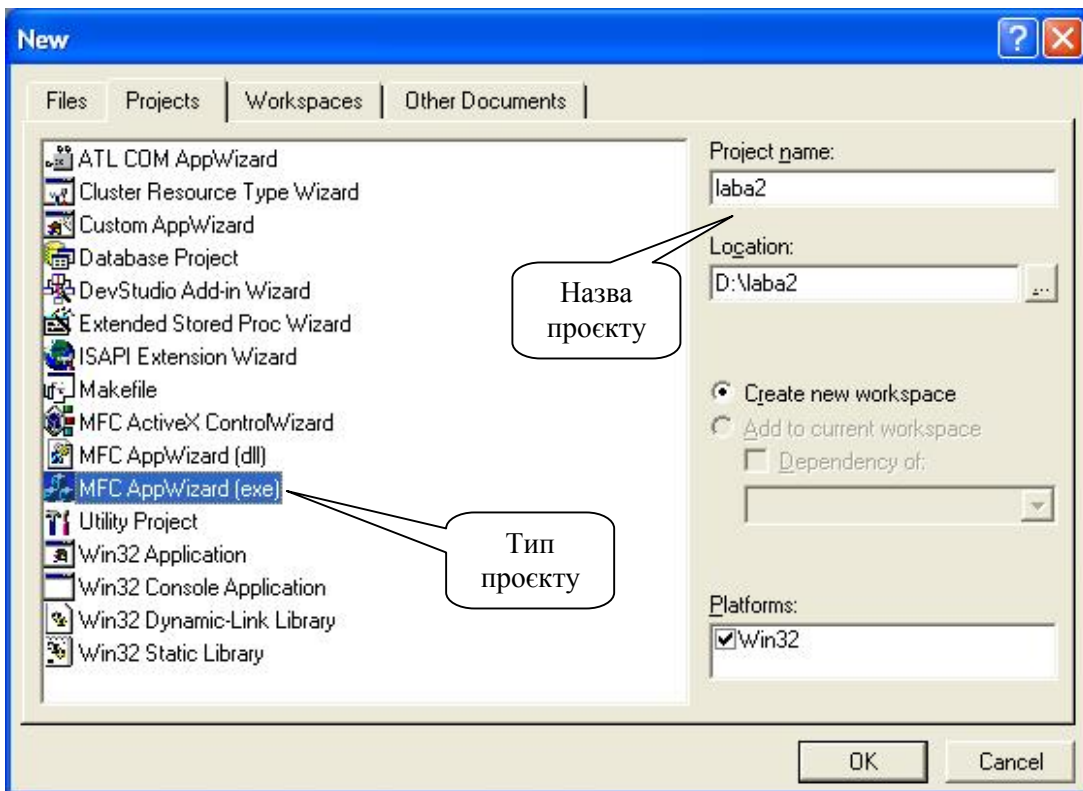 New
Files Projects Workspaces Other Documents
ATL COM AppWizard
Cluster Resource Type Wizard
Custom AppWizard
Database Project
DevStudio Add-in Wizard
Extended Stored Proc Wizard
ISAPI Extension Wizard
Makefile
MFC ActiveX ControlWizard
MFC AppWizard (dll)
MFC AppWizard (exe)
Utility Project
Win32 Application
Win32 Console Application
Win32 Dynamic-Link Library
Win32 Static Library
Project name:
laba2
Location:
D:\laba2
...
Назва
проєкту
Create new workspace
Add to current workspace
Dependency of:
Тип
проєкту
Platforms:
Win32
OK Cancel